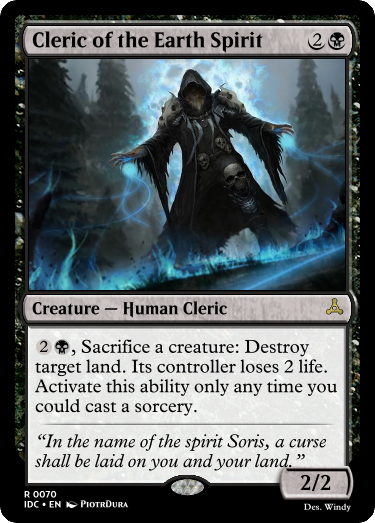 Cleric of the Earth Spirit 2
Creature — Human Cleric
2, Sacrifice a creature: Destroy
target land. Its controller loses 2 life.
Activate this ability only any time you
could cast a sorcery.
“In the name of the spirit Soris, a curse
shall be laid on you and your land.”
2/2
R 0070
IDC • EN PiotrDura
Des. Windy